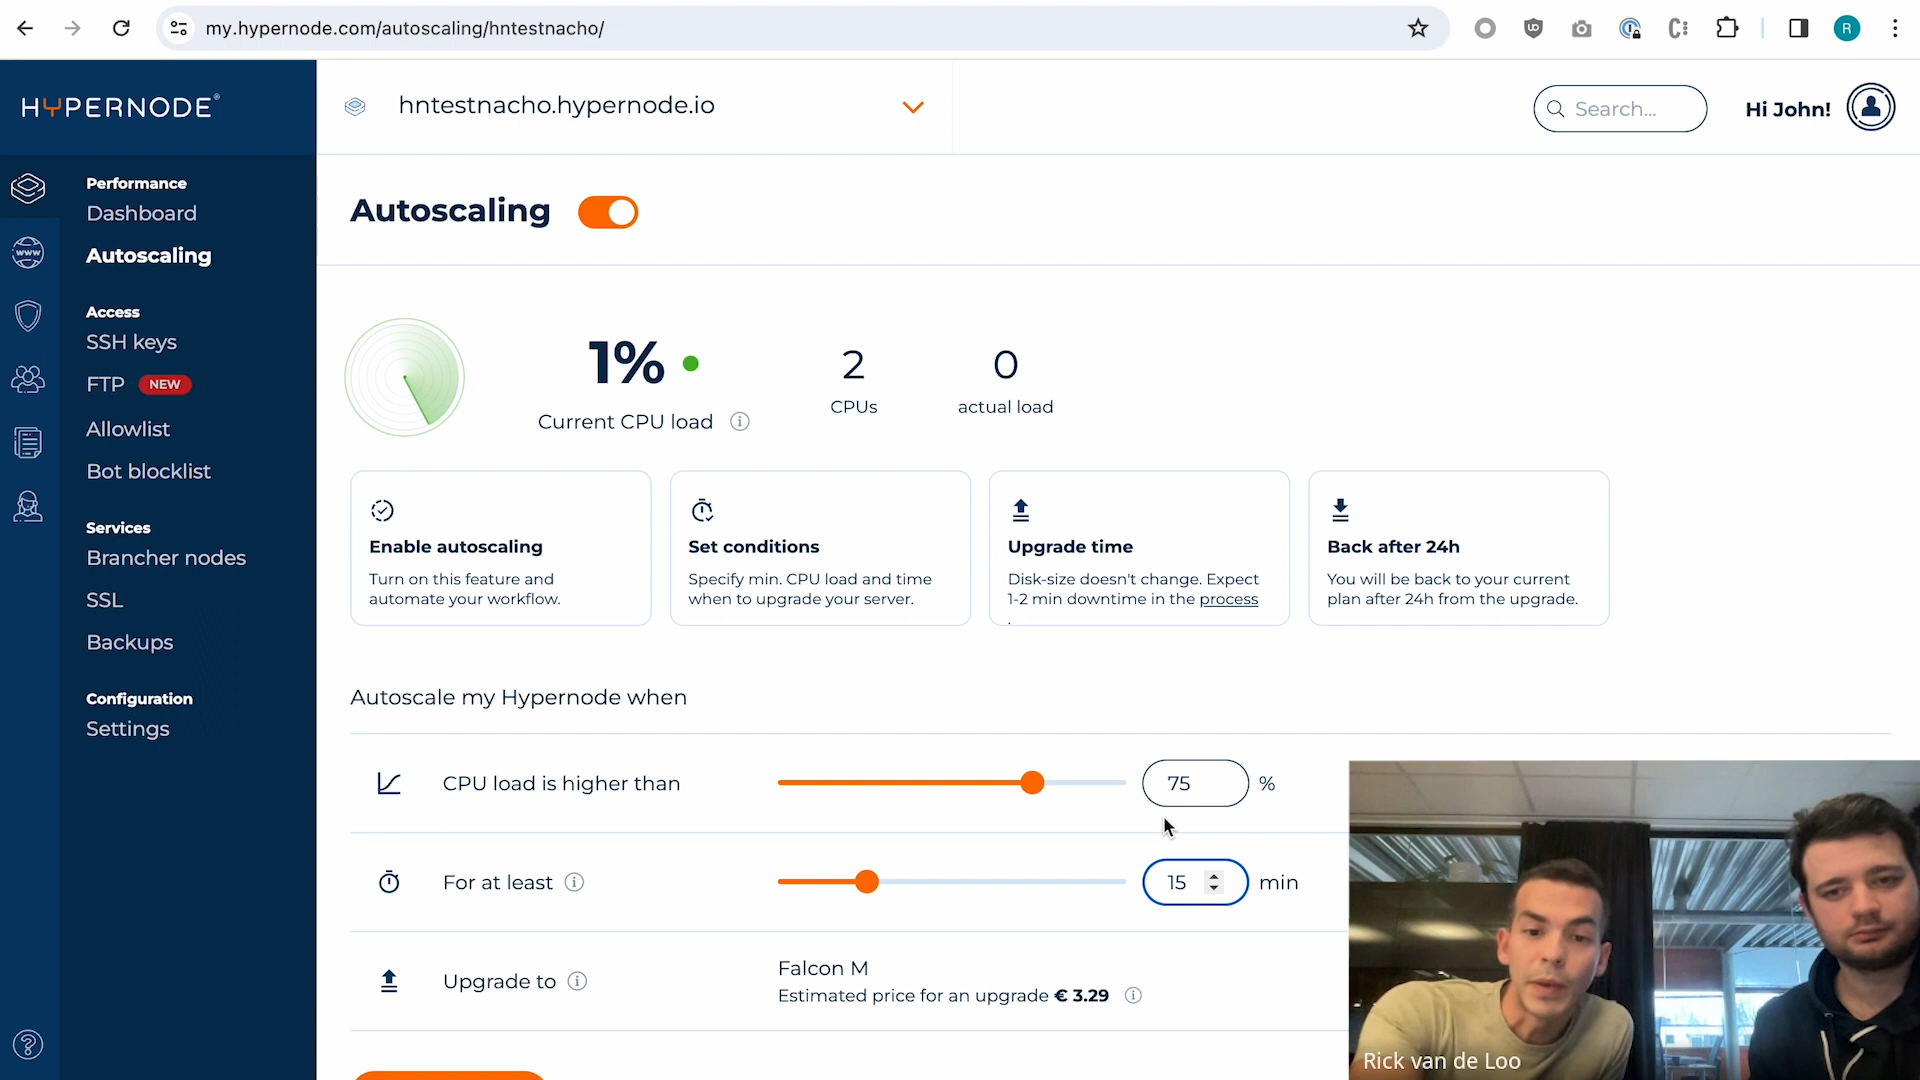 my.hypernode.com/autoscaling/hntestnacho/
R
HYPERNODE®
hntestnacho.hypernode.io
Search...
Hi John!
www
Performance
Dashboard
Autoscaling
Access
SSH keys
FTP NEW
Allowlist
Bot blocklist
Services
Brancher nodes
SSL
Backups
Configuration
Settings
Autoscaling
1%
Current CPU load
2
CPUs
0
actual load
Enable autoscaling
Turn on this feature and
automate your workflow.
Set conditions
Specify min. CPU load and time
when to upgrade your server.
Upgrade time
Disk-size doesn't change. Expect
1-2 min downtime in the process
.
Back after 24h
You will be back to your current
plan after 24h from the upgrade.
Autoscale my Hypernode when
CPU load is higher than
75 %
For at least
15 min
Upgrade to
Falcon M
Estimated price for an upgrade € 3.29
Rick van de Loo